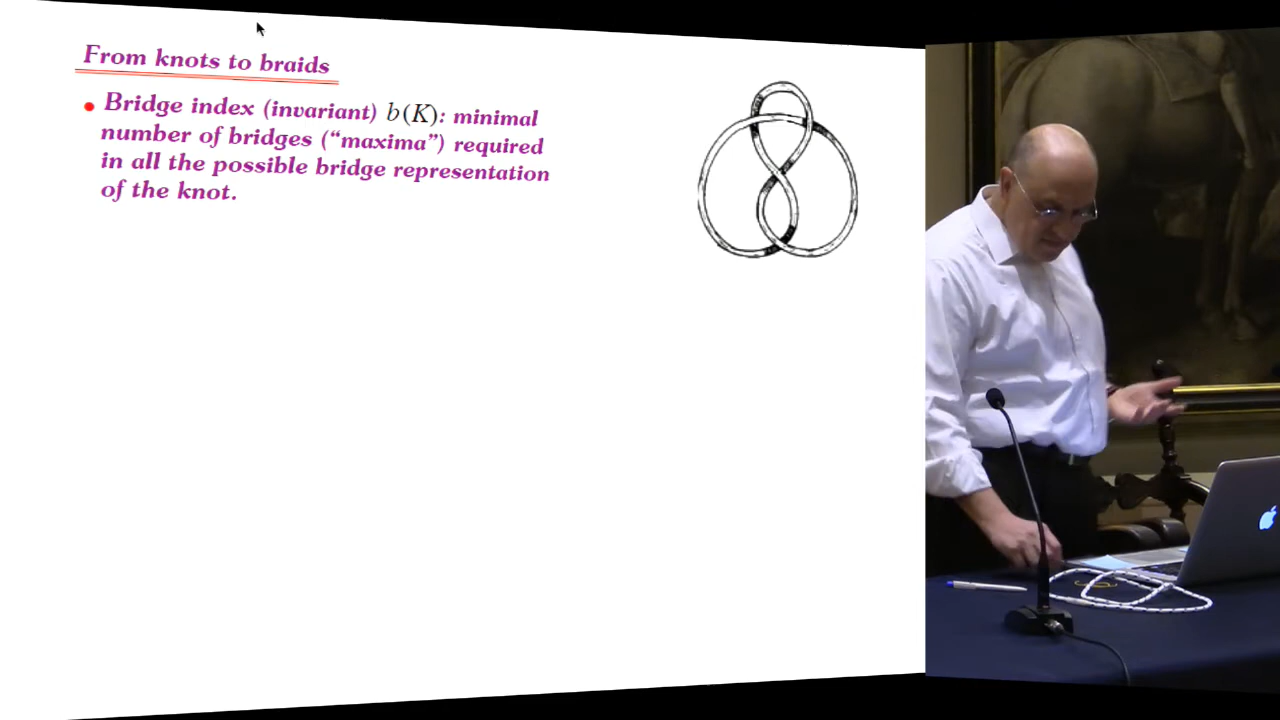 From knots to braids
• Bridge index (invariant) b(K): minimal
number of bridges (“maxima”) required
in all the possible bridge representation
of the knot.